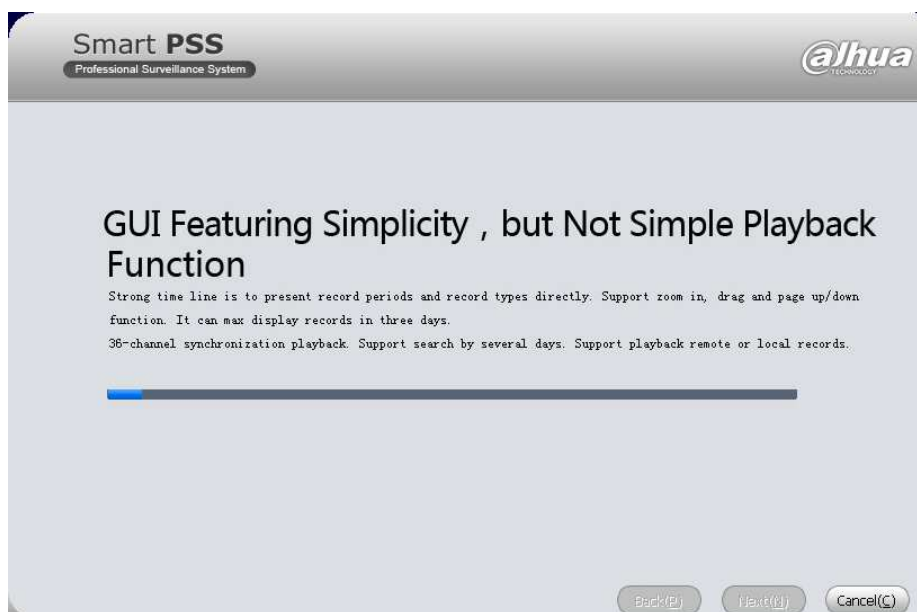 Smart PSS
Professional Surveillance System
alhua
TECHNOLOGY
GUI Featuring Simplicity , but Not Simple Playback
Function
Strong time line is to present record periods and record types directly. Support zoom in, drag and page up/down
function. It can max display records in three days.
36-channel synchronization playback. Support search by several days. Support playback remote or local records.
Back(P)
Next(N)
Cancel(C)